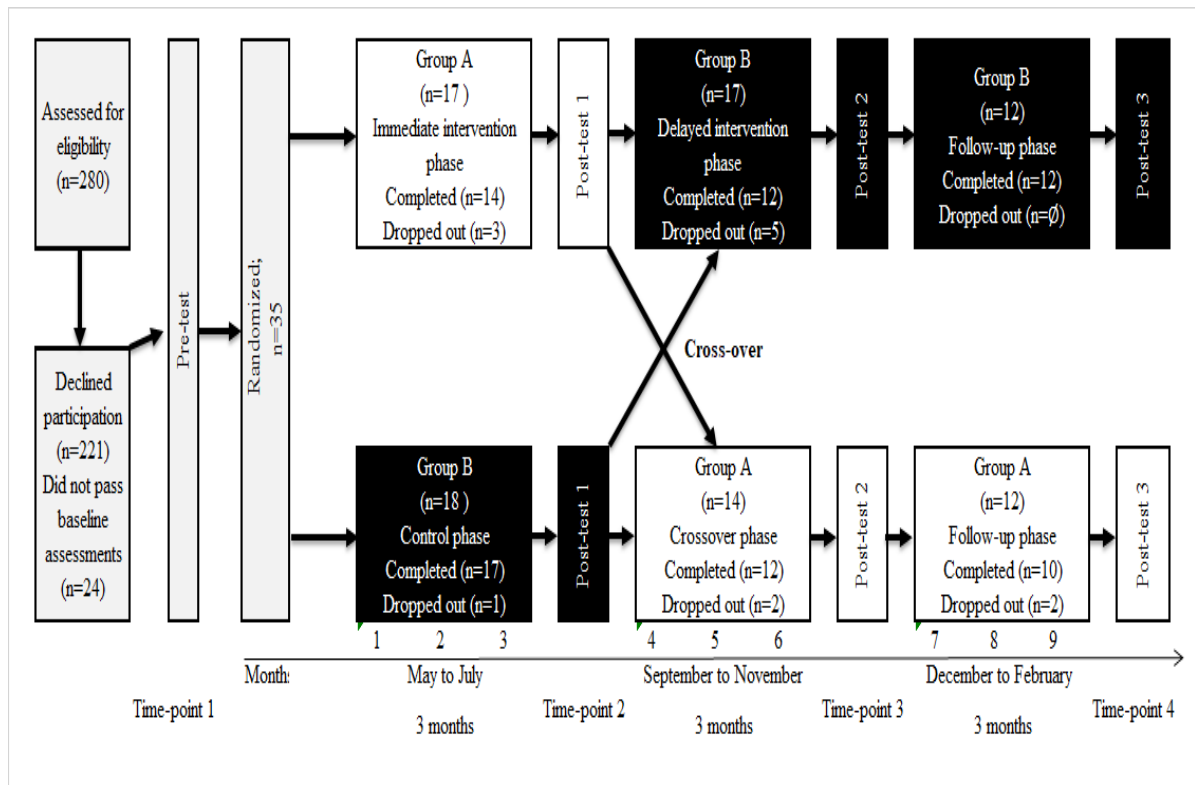 Assessed for
eligibility
(n=280)
Declined
participation
(n=221)
Did not pass
baseline
assessments
(n=24)
Pre-test
Randomized;
n=35
Group A
(n=17 )
Immediate intervention
phase
Completed (n=14)
Dropped out (n=3)
Post-test 1
Group B
(n=17)
Delayed intervention
phase
Completed (n=12)
Dropped out (n=5)
Post-test 2
Group B
(n=12)
Follow-up phase
Completed (n=12)
Dropped out (n=∅)
Post-test 3
Cross-over
Group B
(n=18 )
Control phase
Completed (n=17)
Dropped out (n=1)
Post-test 1
Group A
(n=14)
Crossover phase
Completed (n=12)
Dropped out (n=2)
Post-test 2
Group A
(n=12)
Follow-up phase
Completed (n=10)
Dropped out (n=2)
Post-test 3
1 2 3 4 5 6 7 8 9
Months May to July September to November December to February
Time-point 1 Time-point 2 Time-point 3 Time-point 4
3 months 3 months 3 months